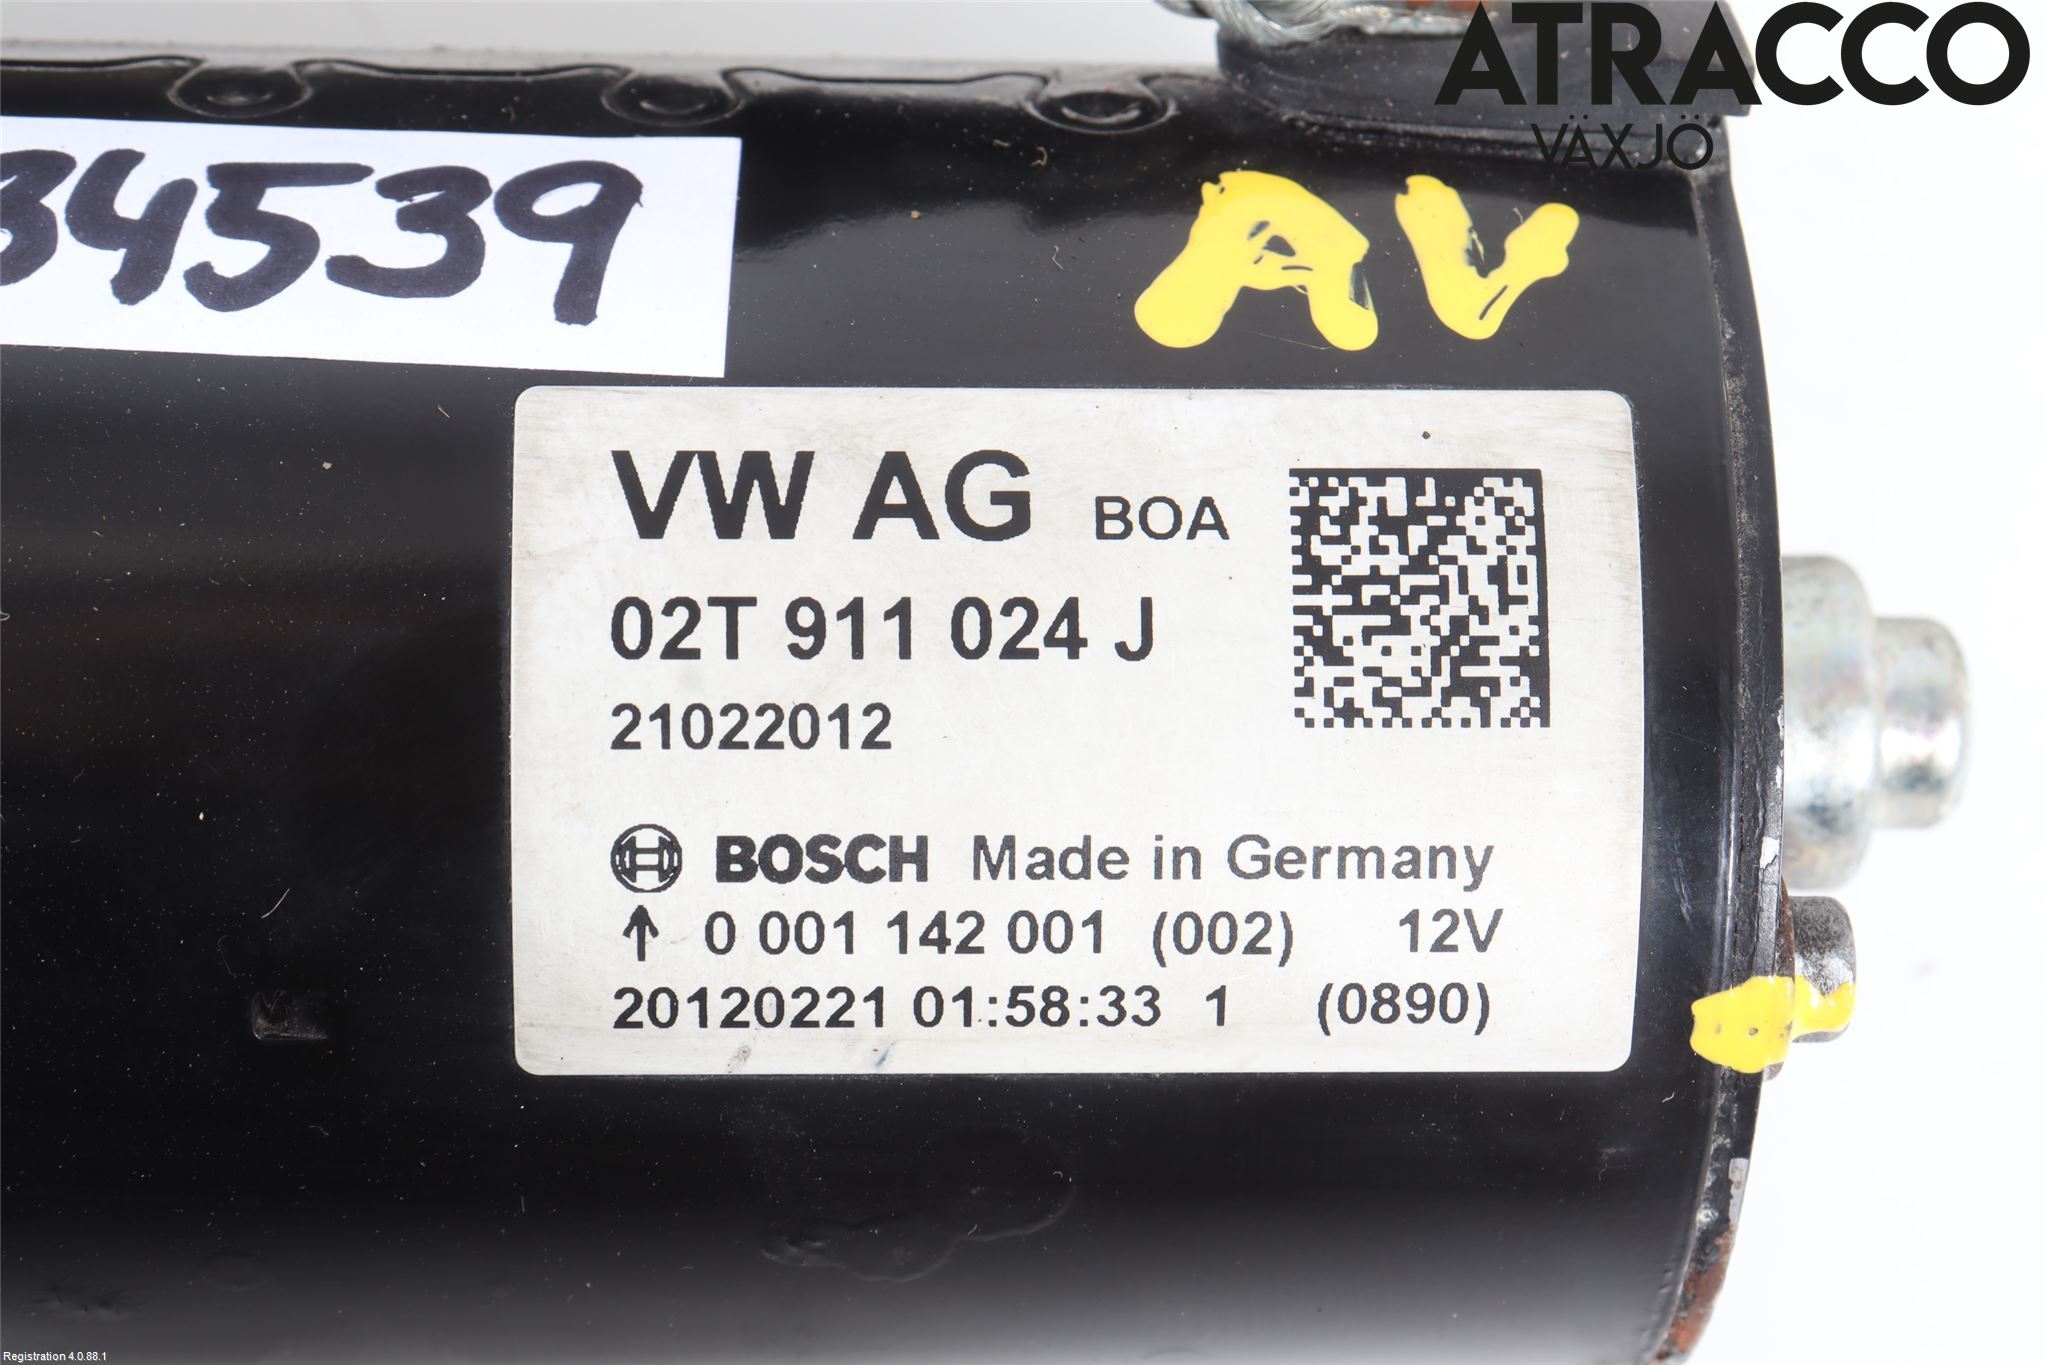 ATRACCO
VÄXJÖ
34539
AV
VW AG BOA
02T 911 024 J
21022012
BOSCH Made in Germany
↑ 0 001 142 001 (002) 12V
20120221 01:58:33 1 (0890)
Registration 4.0.88.1